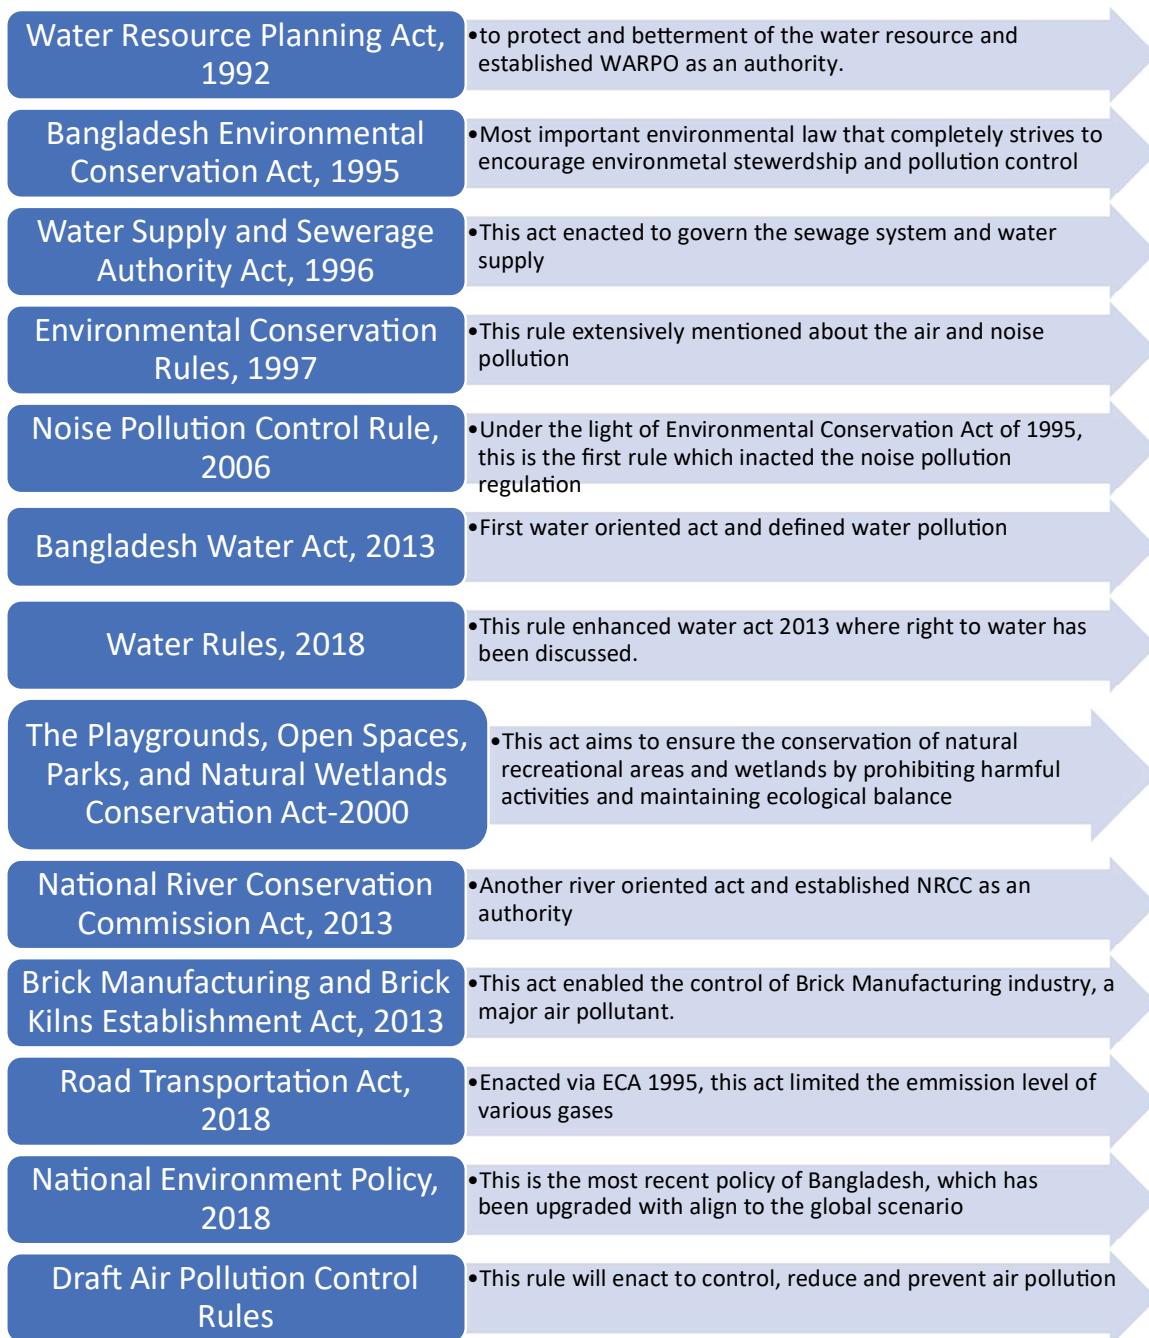 Water Resource Planning Act,
1992
•to protect and betterment of the water resource and
established WARPO as an authority.
Bangladesh Environmental
Conservation Act, 1995
•Most important environmental law that completely strives to
encourage environmetal stewerdship and pollution control
Water Supply and Sewerage
Authority Act, 1996
•This act enacted to govern the sewage system and water
supply
Environmental Conservation
Rules, 1997
•This rule extensively mentioned about the air and noise
pollution
Noise Pollution Control Rule,
2006
•Under the light of Environmental Conservation Act of 1995,
this is the first rule which inacted the noise pollution
regulation
Bangladesh Water Act, 2013
•First water oriented act and defined water pollution
Water Rules, 2018
•This rule enhanced water act 2013 where right to water has
been discussed.
The Playgrounds, Open Spaces,
Parks, and Natural Wetlands
Conservation Act-2000
•This act aims to ensure the conservation of natural
recreational areas and wetlands by prohibiting harmful
activities and maintaining ecological balance
National River Conservation
Commission Act, 2013
•Another river oriented act and established NRCC as an
authority
Brick Manufacturing and Brick
Kilns Establishment Act, 2013
•This act enabled the control of Brick Manufacturing industry, a
major air pollutant.
Road Transportation Act,
2018
•Enacted via ECA 1995, this act limited the emmission level of
various gases
National Environment Policy,
2018
•This is the most recent policy of Bangladesh, which has
been upgraded with align to the global scenario
Draft Air Pollution Control
Rules
•This rule will enact to control, reduce and prevent air pollution